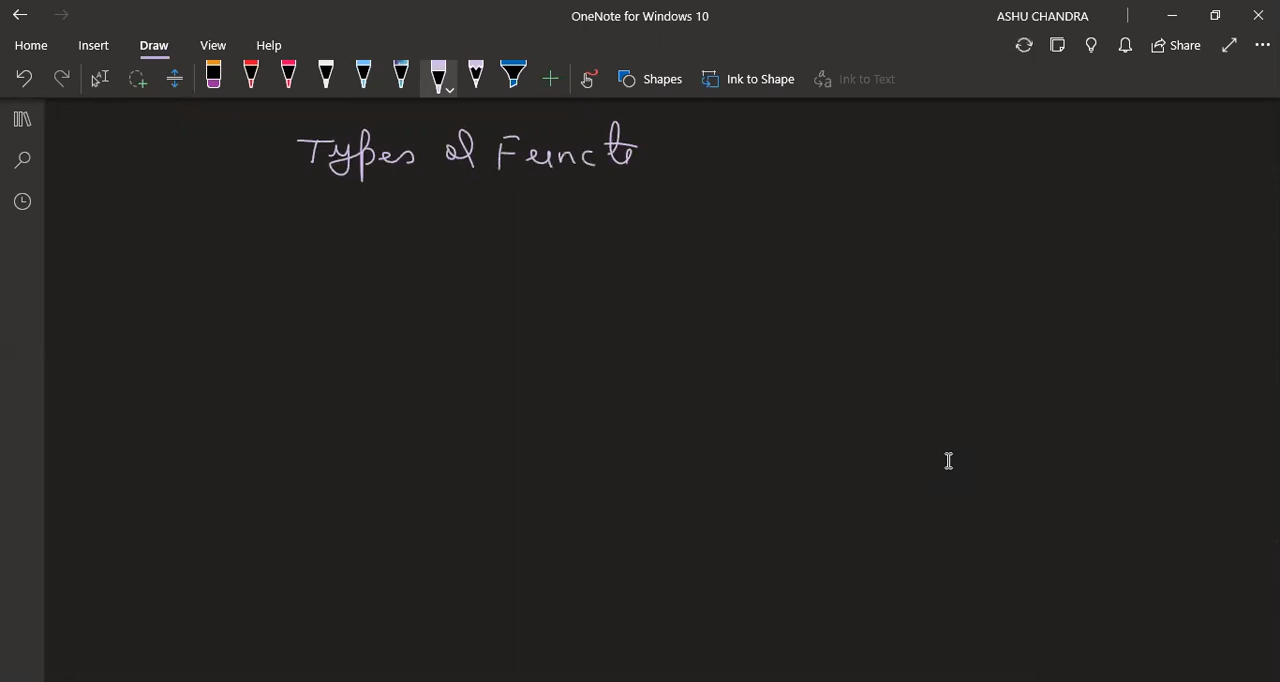 OneNote for Windows 10
ASHU CHANDRA
Home Insert Draw View Help
Share
Shapes Ink to Shape Ink to Text
Types of Functi